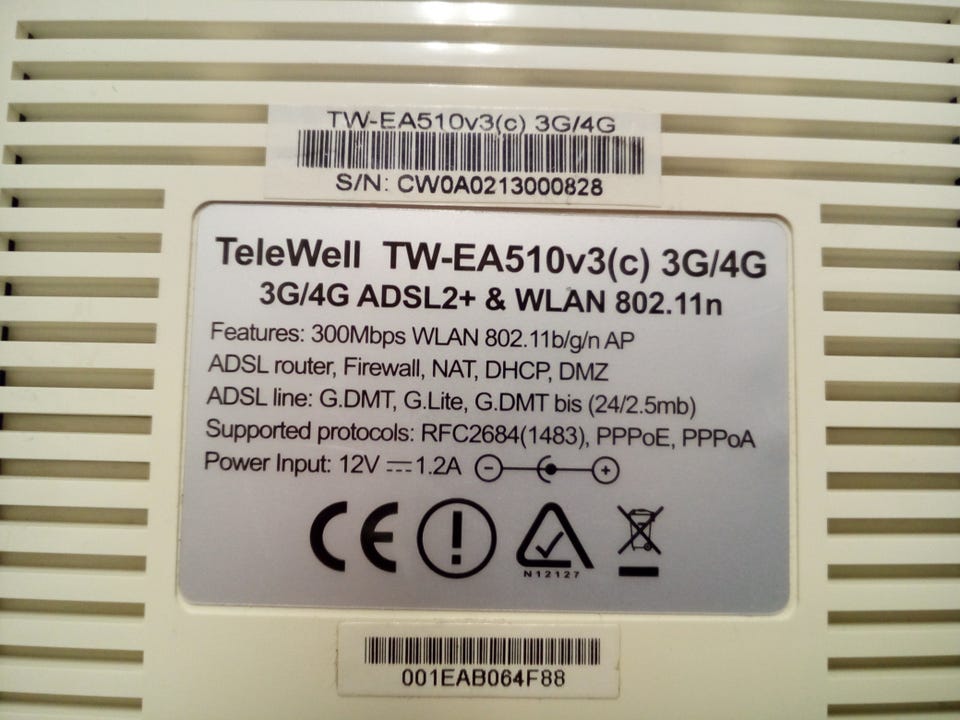 TW-EA510v3(c) 3G/4G
S/N: CW0A0213000828
TeleWell TW-EA510v3(c) 3G/4G
3G/4G ADSL2+ & WLAN 802.11n
Features: 300Mbps WLAN 802.11b/g/n AP
ADSL router, Firewall, NAT, DHCP, DMZ
ADSL line: G.DMT, G.Lite, G.DMT bis (24/2.5mb)
Supported protocols: RFC2684(1483), PPPoE, PPPoA
Power Input: 12V ⎓ 1.2A
CE
N12127
001EAB064F88